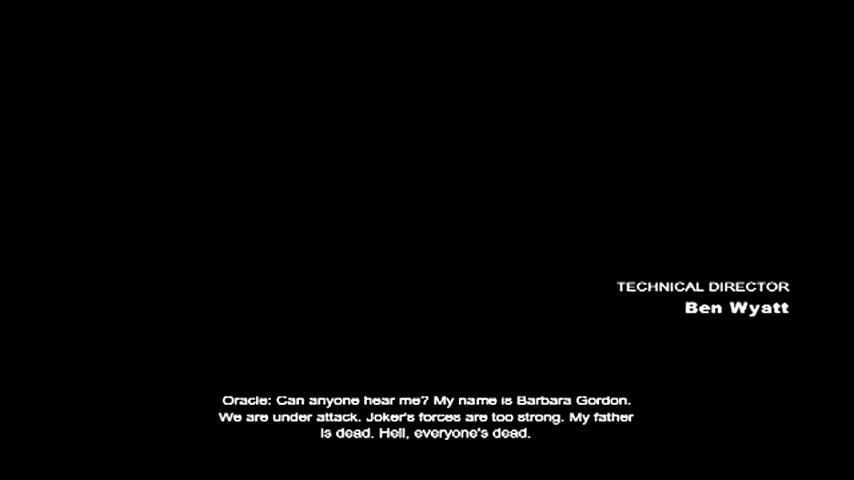 TECHNICAL DIRECTOR
Ben Wyatt
Oracle: Can anyone hear me? My name is Barbara Gordon.
We are under attack. Joker's forces are too strong. My father
is dead. Hell, everyone's dead.